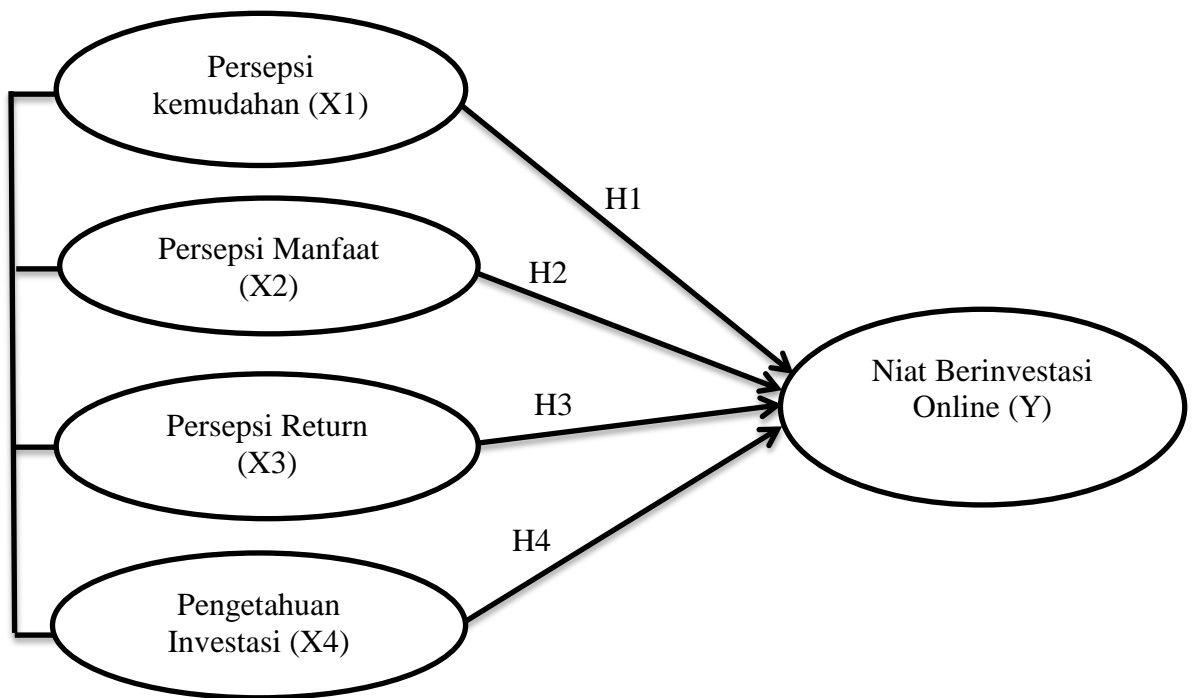 Persepsi
kemudahan (X1)
H1
Persepsi Manfaat
(X2)
H2
Niat Berinvestasi
Online (Y)
H3
Persepsi Return
(X3)
H4
Pengetahuan
Investasi (X4)